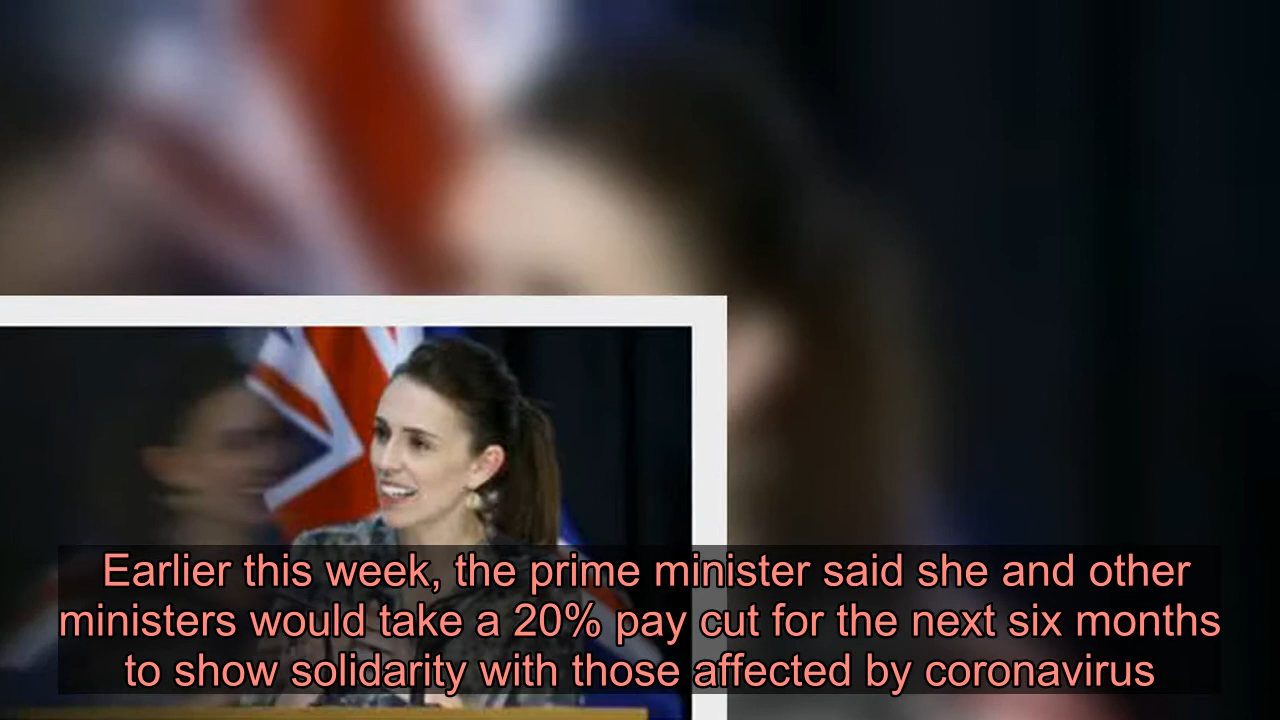 Earlier this week, the prime minister said she and other
ministers would take a 20% pay cut for the next six months
to show solidarity with those affected by coronavirus